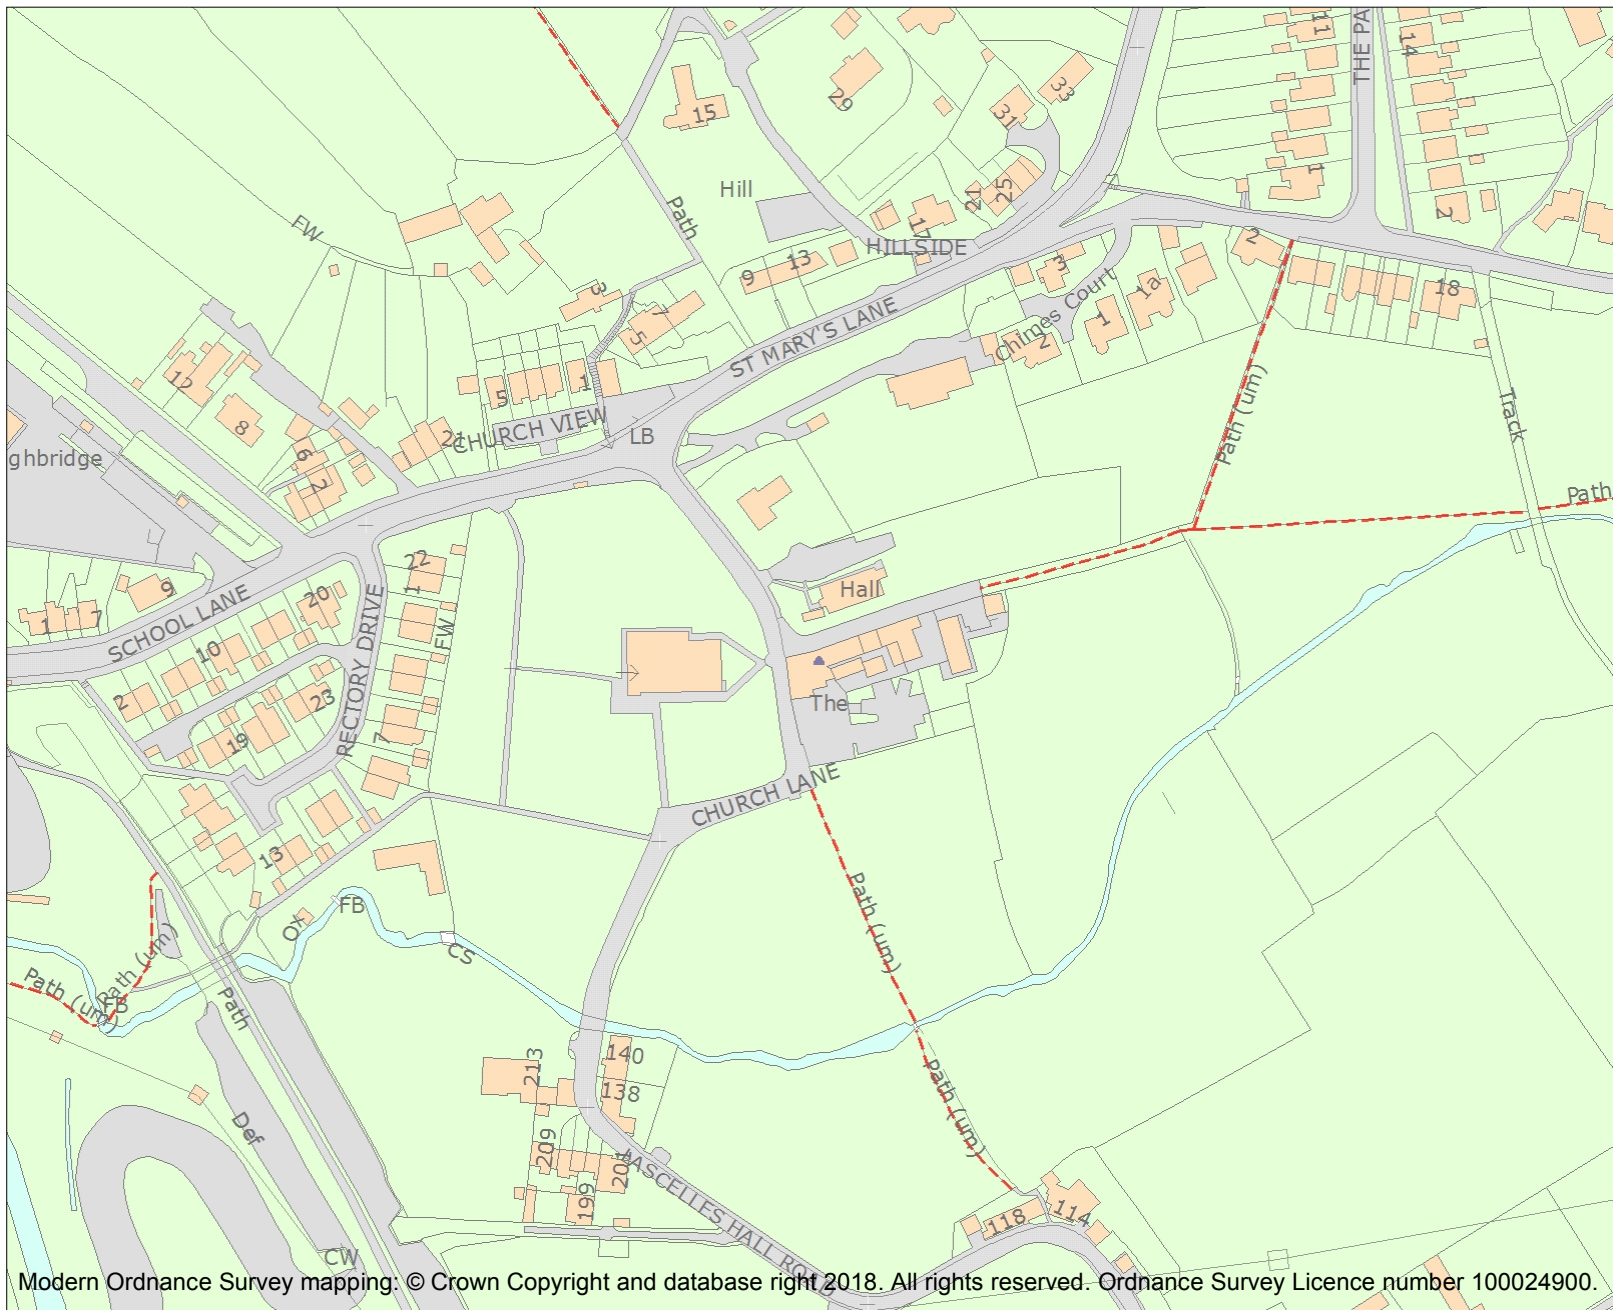 THE PA
11
14
33
29
31
15
25
21
Hill
Path
1
2
17
FW
HILLSIDE
2
13
9
3
Chimes Court
1a
18
3
7
5
1
ST MARY'S LANE
2
12
5
1
Path (um)
Track
8
21
CHURCH VIEW
LB
ghbridge
6
2
Path
22
1
9
Hall
20
1
7
SCHOOL LANE
FW
10
RECTORY DRIVE
2
23
The
19
7
CHURCH LANE
13
FB
Ox
CS
Path (um)
Path (um)
Path (um)
FB
Path
213
140
138
Path (um)
Def
209
201
199
LASCELLES HALL ROA
118
114
CW
Modern Ordnance Survey mapping: © Crown Copyright and database right 2018. All rights reserved. Ordnance Survey Licence number 100024900.